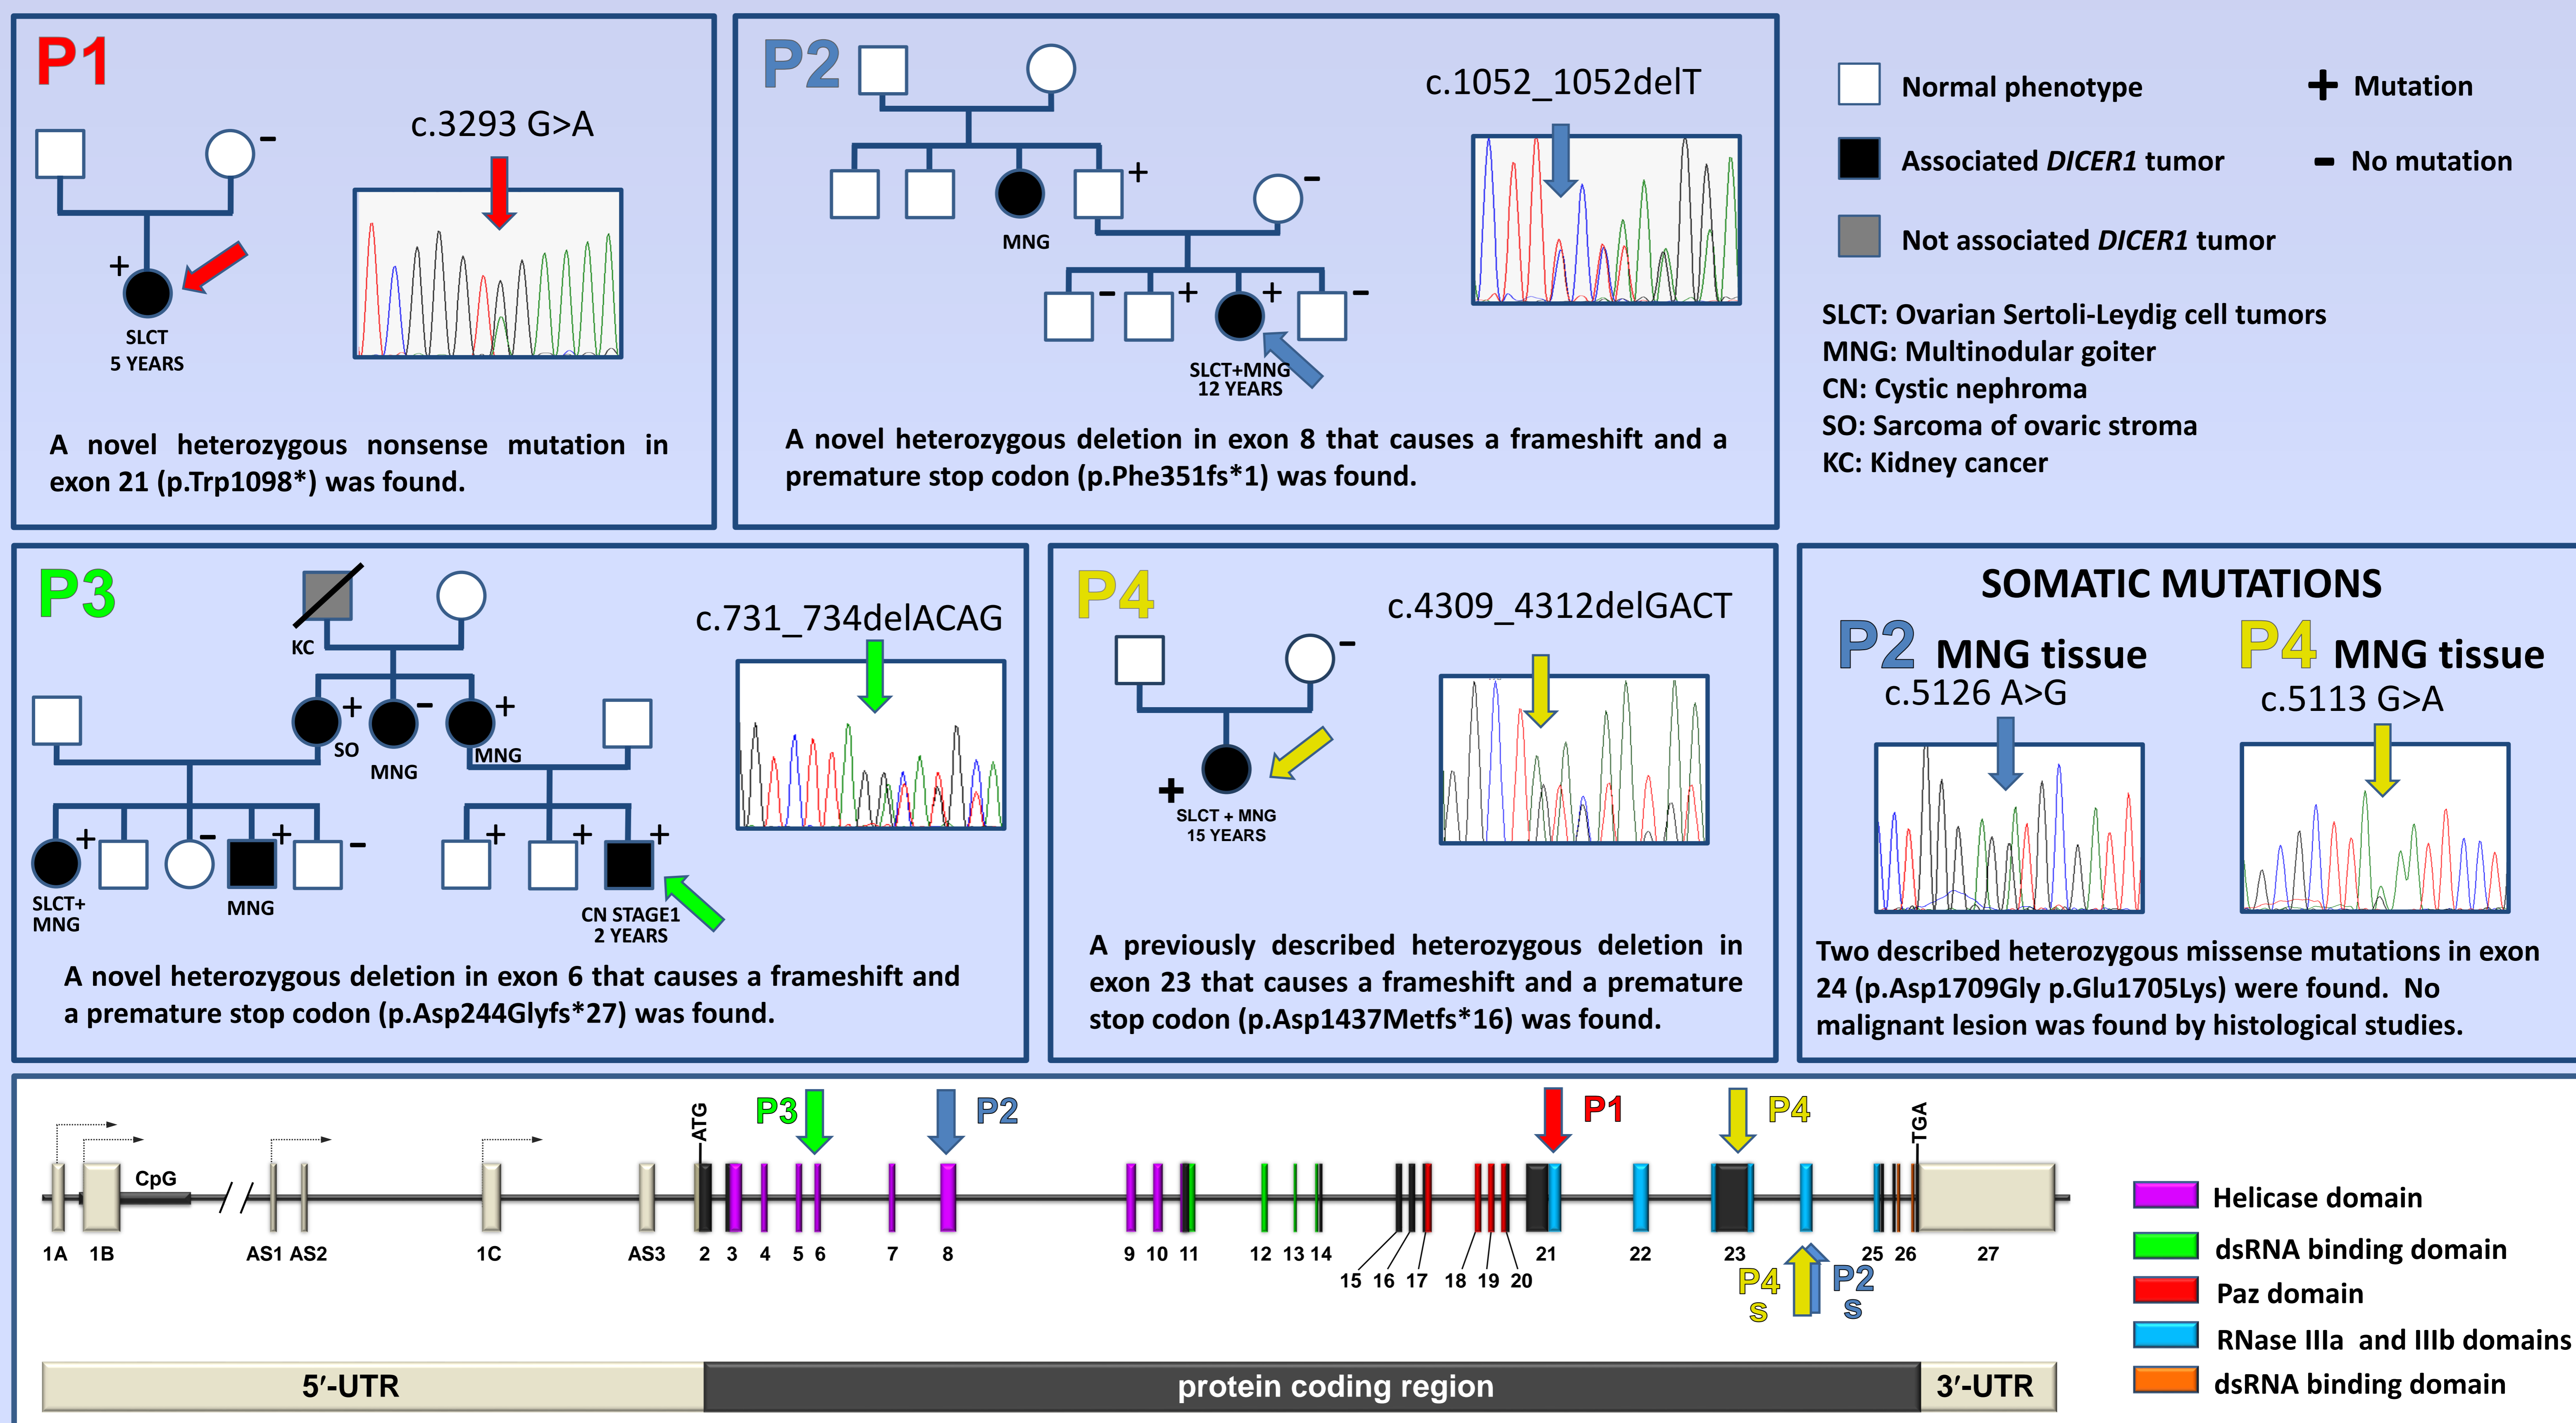 P1
c.3293 G>A
-
+
SLCT
5 YEARS
A novel heterozygous nonsense mutation in
exon 21 (p.Trp1098*) was found.
P2
c.1052_1052delT
+
-
MNG
-
+
+
-
SLCT+MNG
12 YEARS
A novel heterozygous deletion in exon 8 that causes a frameshift and a
premature stop codon (p.Phe351fs*1) was found.
Normal phenotype
+ Mutation
Associated DICER1 tumor
- No mutation
Not associated DICER1 tumor
SLCT: Ovarian Sertoli-Leydig cell tumors
MNG: Multinodular goiter
CN: Cystic nephroma
SO: Sarcoma of ovaric stroma
KC: Kidney cancer
P3
c.731_734delACAG
KC
+
-
+
SO
MNG
MNG
+
-
+
-
+
+
+
SLCT+
MNG
MNG
CN STAGE1
2 YEARS
A novel heterozygous deletion in exon 6 that causes a frameshift and
a premature stop codon (p.Asp244Glyfs*27) was found.
P4
c.4309_4312delGACT
-
+
SLCT + MNG
15 YEARS
A previously described heterozygous deletion in
exon 23 that causes a frameshift and a premature
stop codon (p.Asp1437Metfs*16) was found.
SOMATIC MUTATIONS
P2 MNG tissue
c.5126 A>G
P4 MNG tissue
c.5113 G>A
Two described heterozygous missense mutations in exon
24 (p.Asp1709Gly p.Glu1705Lys) were found. No
malignant lesion was found by histological studies.
P3
P2
P1
P4
ATG
TGA
CpG
1A 1B AS1 AS2 1C AS3 2 3 4 5 6 7 8 9 10 11 12 13 14 21 22 23 25 26 27
15 16 17 18 19 20
P4
S
P2
S
Helicase domain
dsRNA binding domain
Paz domain
RNase IIIa and IIIb domains
dsRNA binding domain
5′-UTR
protein coding region
3′-UTR